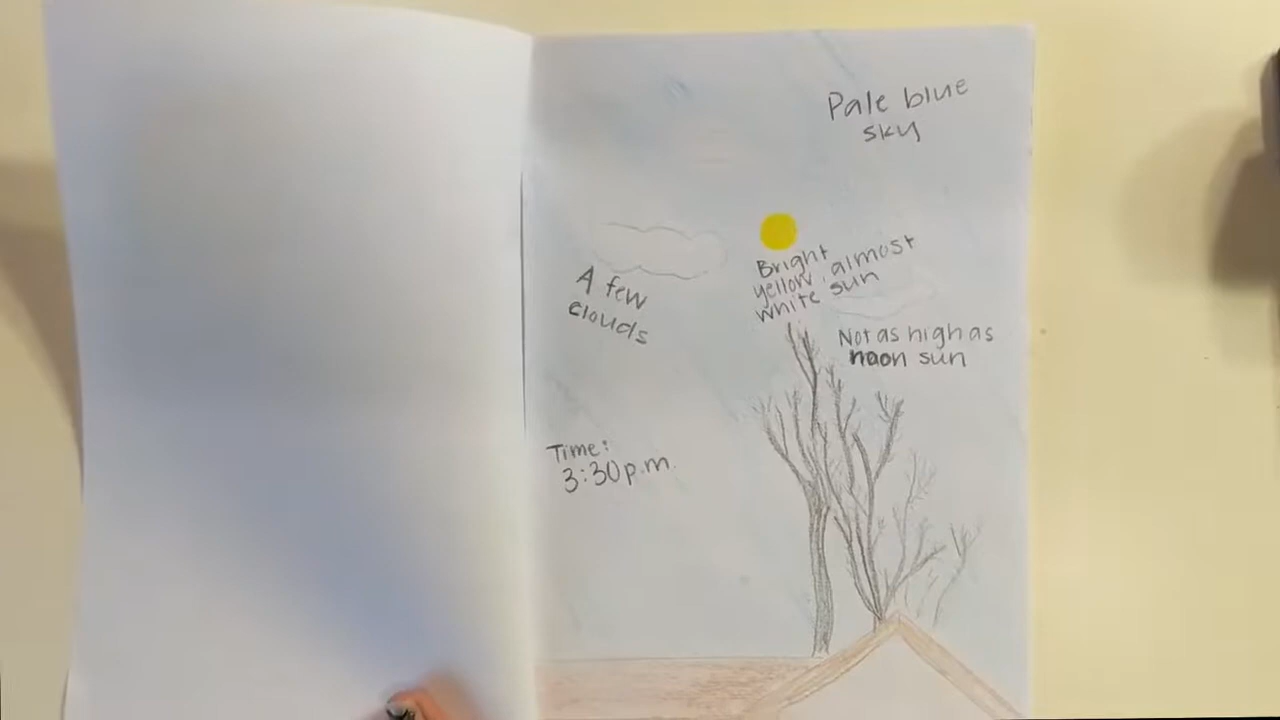 Pale blue
sky
Bright
yellow, almost
white sun
A few
clouds
Not as high as
noon sun
Time:
3:30 p.m.